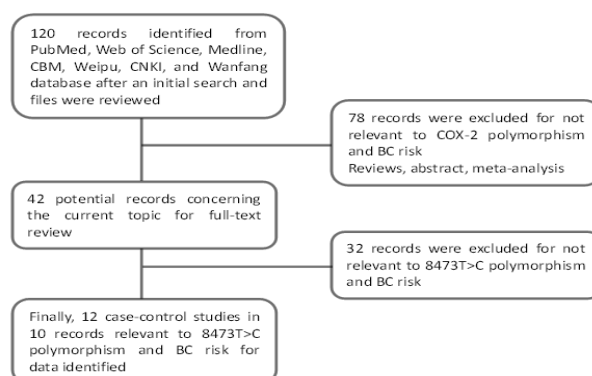 120 records identified from
PubMed, Web of Science, Medline,
CBM, Weipu, CNKI, and Wanfang
database after an initial search and
files were reviewed
78 records were excluded for not
relevant to COX-2 polymorphism
and BC risk
Reviews, abstract, meta-analysis
42 potential records concerning
the current topic for full-text
review
32 records were excluded for not
relevant to 8473T>C polymorphism
and BC risk
Finally, 12 case-control studies in
10 records relevant to 8473T>C
polymorphism and BC risk for
data identified